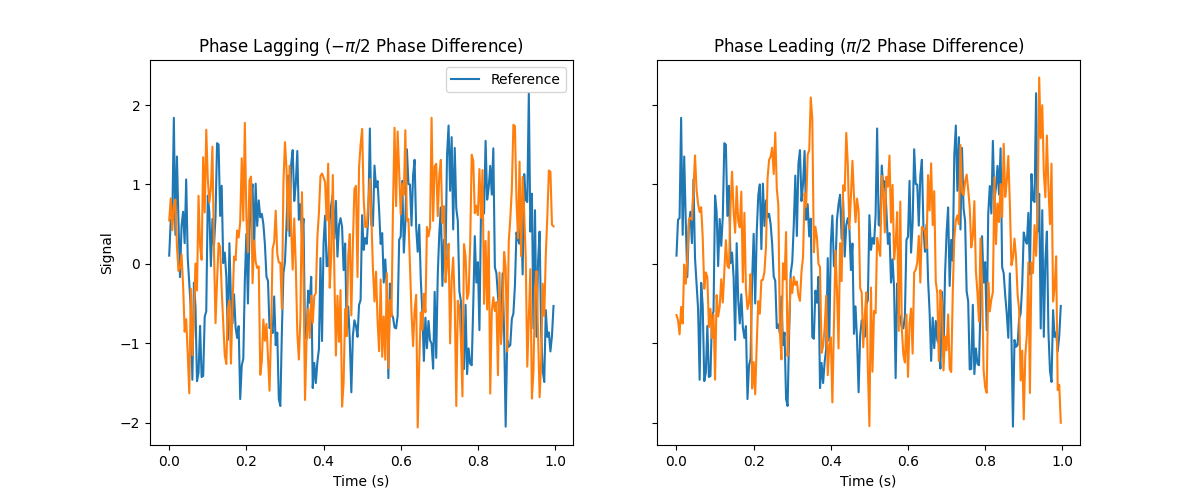 Phase Lagging (−π/2 Phase Difference)
Phase Leading (π/2 Phase Difference)
Reference
Signal
2
1
0
−1
−2
0.0 0.2 0.4 0.6 0.8 1.0
Time (s)
0.0 0.2 0.4 0.6 0.8 1.0
Time (s)